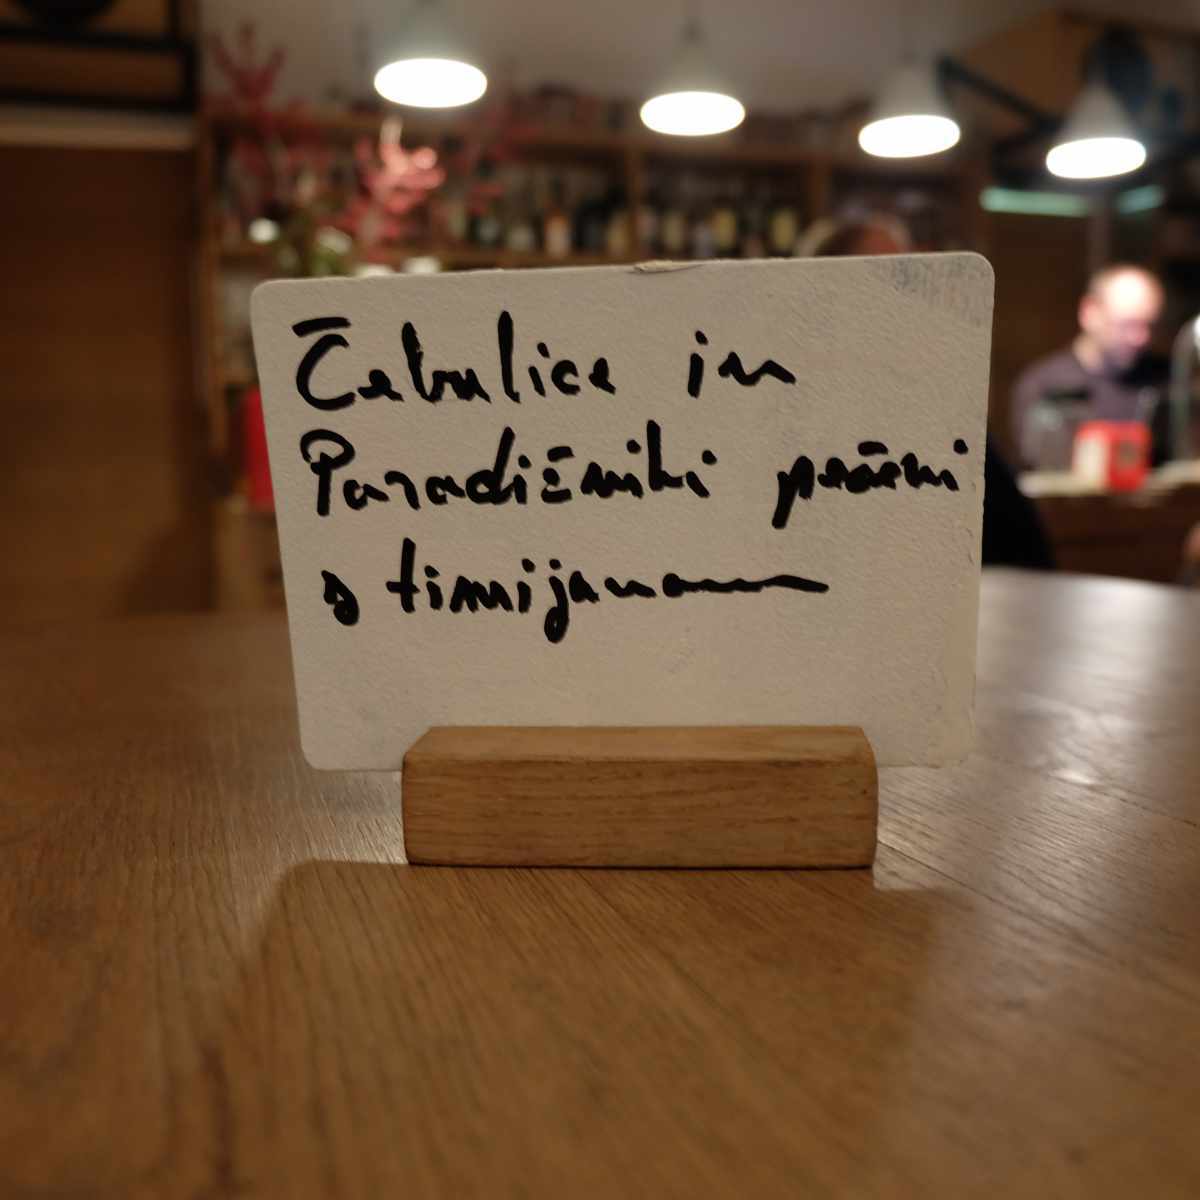 Čebulice in
Paradižniki pečeni
s timijanom